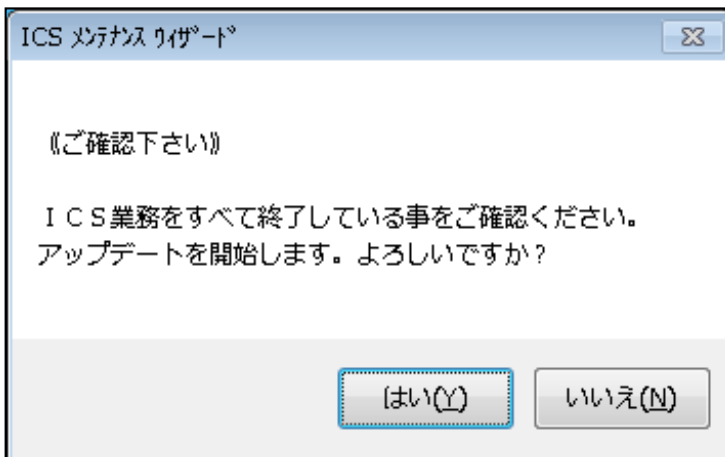 ICS ﾒﾝﾃﾅﾝｽ ｳｨｻﾞｰﾄﾞ
《ご確認下さい》
ＩＣＳ業務をすべて終了している事をご確認ください。
アップデートを開始します。よろしいですか？
はい(Y) いいえ(N)